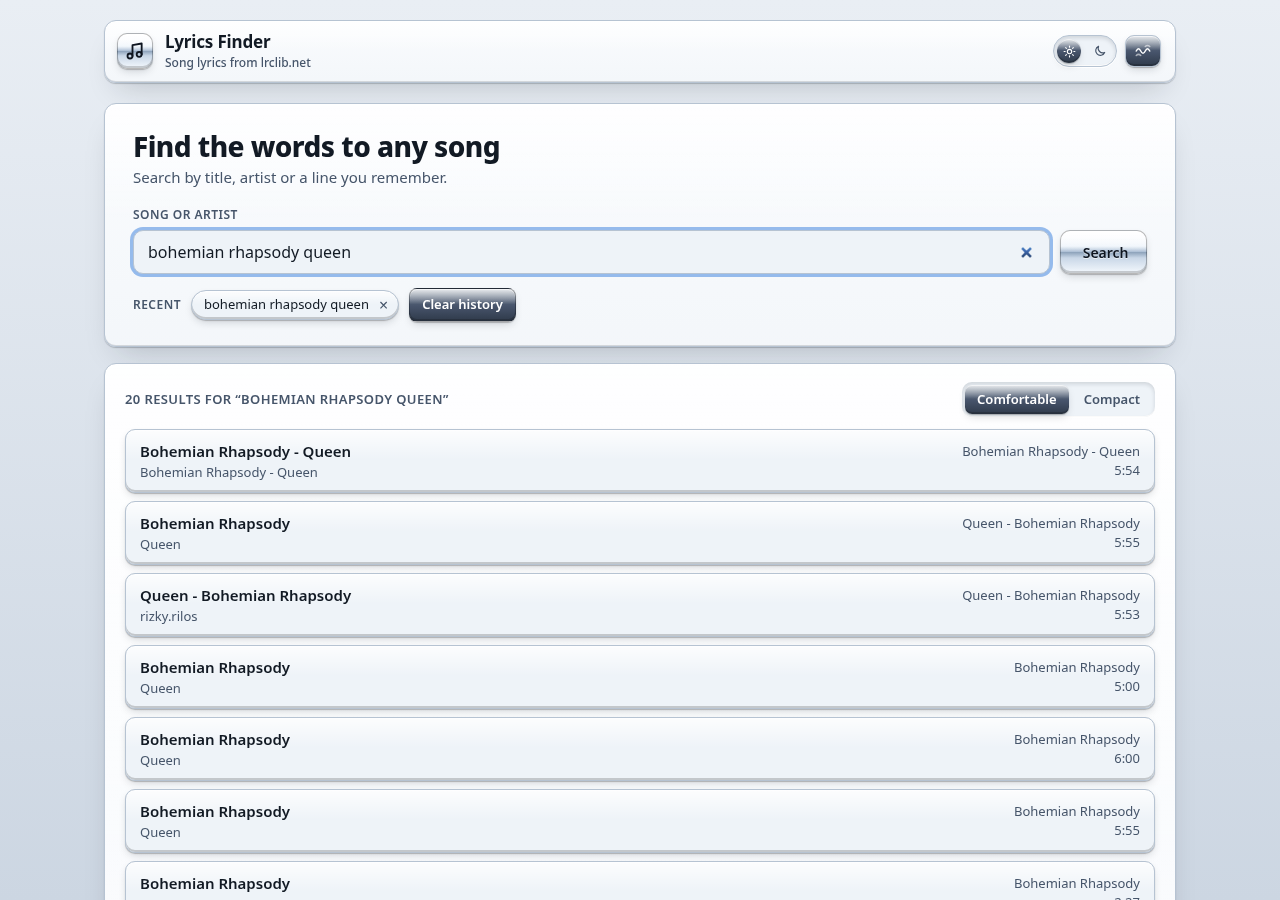 Lyrics Finder
Song lyrics from lrclib.net
Find the words to any song
Search by title, artist or a line you remember.
SONG OR ARTIST
bohemian rhapsody queen
Search
RECENT bohemian rhapsody queen × Clear history
20 RESULTS FOR “BOHEMIAN RHAPSODY QUEEN” Comfortable Compact
Bohemian Rhapsody - Queen Bohemian Rhapsody - Queen
Bohemian Rhapsody - Queen 5:54
Bohemian Rhapsody Queen - Bohemian Rhapsody
Queen 5:55
Queen - Bohemian Rhapsody Queen - Bohemian Rhapsody
rizky.rilos 5:53
Bohemian Rhapsody Bohemian Rhapsody
Queen 5:00
Bohemian Rhapsody Bohemian Rhapsody
Queen 6:00
Bohemian Rhapsody Bohemian Rhapsody
Queen 5:55
Bohemian Rhapsody Bohemian Rhapsody